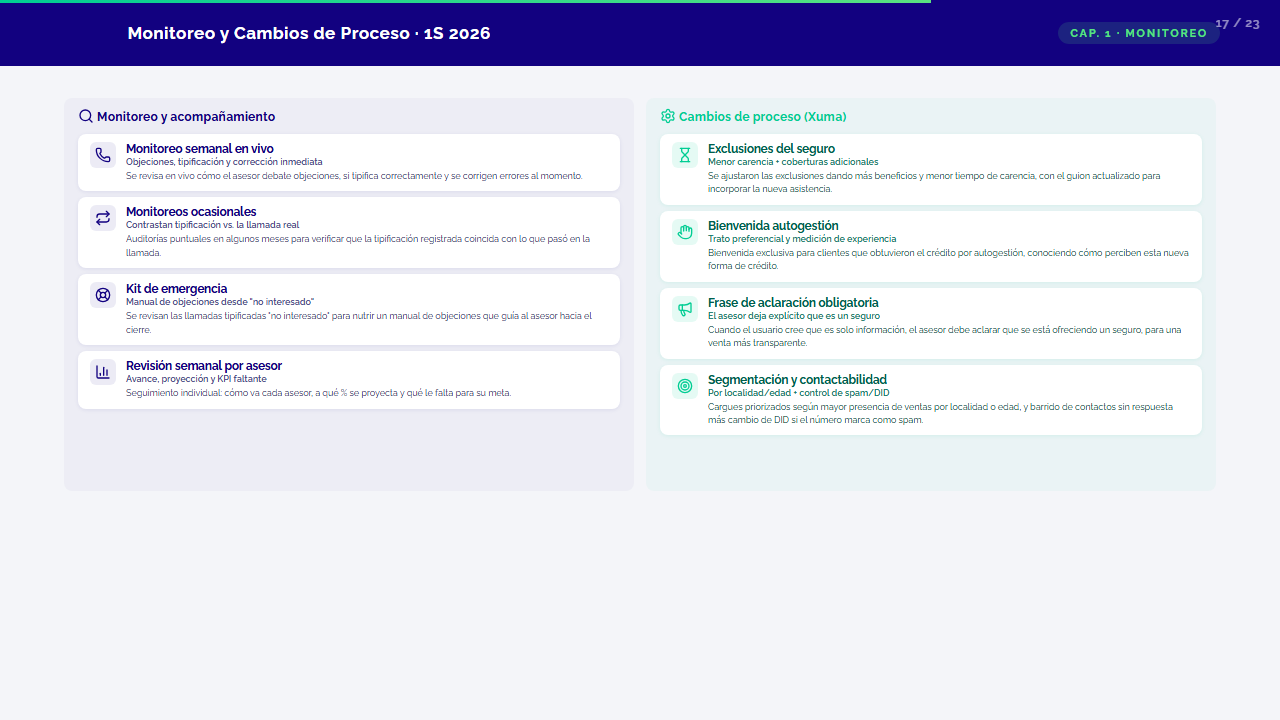 Monitoreo y Cambios de Proceso · 1S 2026
CAP. 1 · MONITOREO
17 / 23
Monitoreo y acompañamiento
Monitoreo semanal en vivo
Objeciones, tipificación y corrección inmediata
Se revisa en vivo cómo el asesor debate objeciones, si tipifica correctamente y se corrigen errores al momento.
Monitoreos ocasionales
Contrastan tipificación vs. la llamada real
Auditorías puntuales en algunos meses para verificar que la tipificación registrada coincida con lo que pasó en la
llamada.
Kit de emergencia
Manual de objeciones desde "no interesado"
Se revisan las llamadas tipificadas "no interesado" para nutrir un manual de objeciones que guía al asesor hacia el
cierre.
Revisión semanal por asesor
Avance, proyección y KPI faltante
Seguimiento individual: cómo va cada asesor, a qué % se proyecta y qué le falta para su meta.
Cambios de proceso (Xuma)
Exclusiones del seguro
Menor carencia + coberturas adicionales
Se ajustaron las exclusiones dando más beneficios y menor tiempo de carencia, con el guion actualizado para
incorporar la nueva asistencia.
Bienvenida autogestión
Trato preferencial y medición de experiencia
Bienvenida exclusiva para clientes que obtuvieron el crédito por autogestión, conociendo cómo perciben esta nueva
forma de crédito.
Frase de aclaración obligatoria
El asesor deja explícito que es un seguro
Cuando el usuario cree que es solo información, el asesor debe aclarar que se está ofreciendo un seguro, para una
venta más transparente.
Segmentación y contactabilidad
Por localidad/edad + control de spam/DID
Cargues priorizados según mayor presencia de ventas por localidad o edad, y barrido de contactos sin respuesta
más cambio de DID si el número marca como spam.